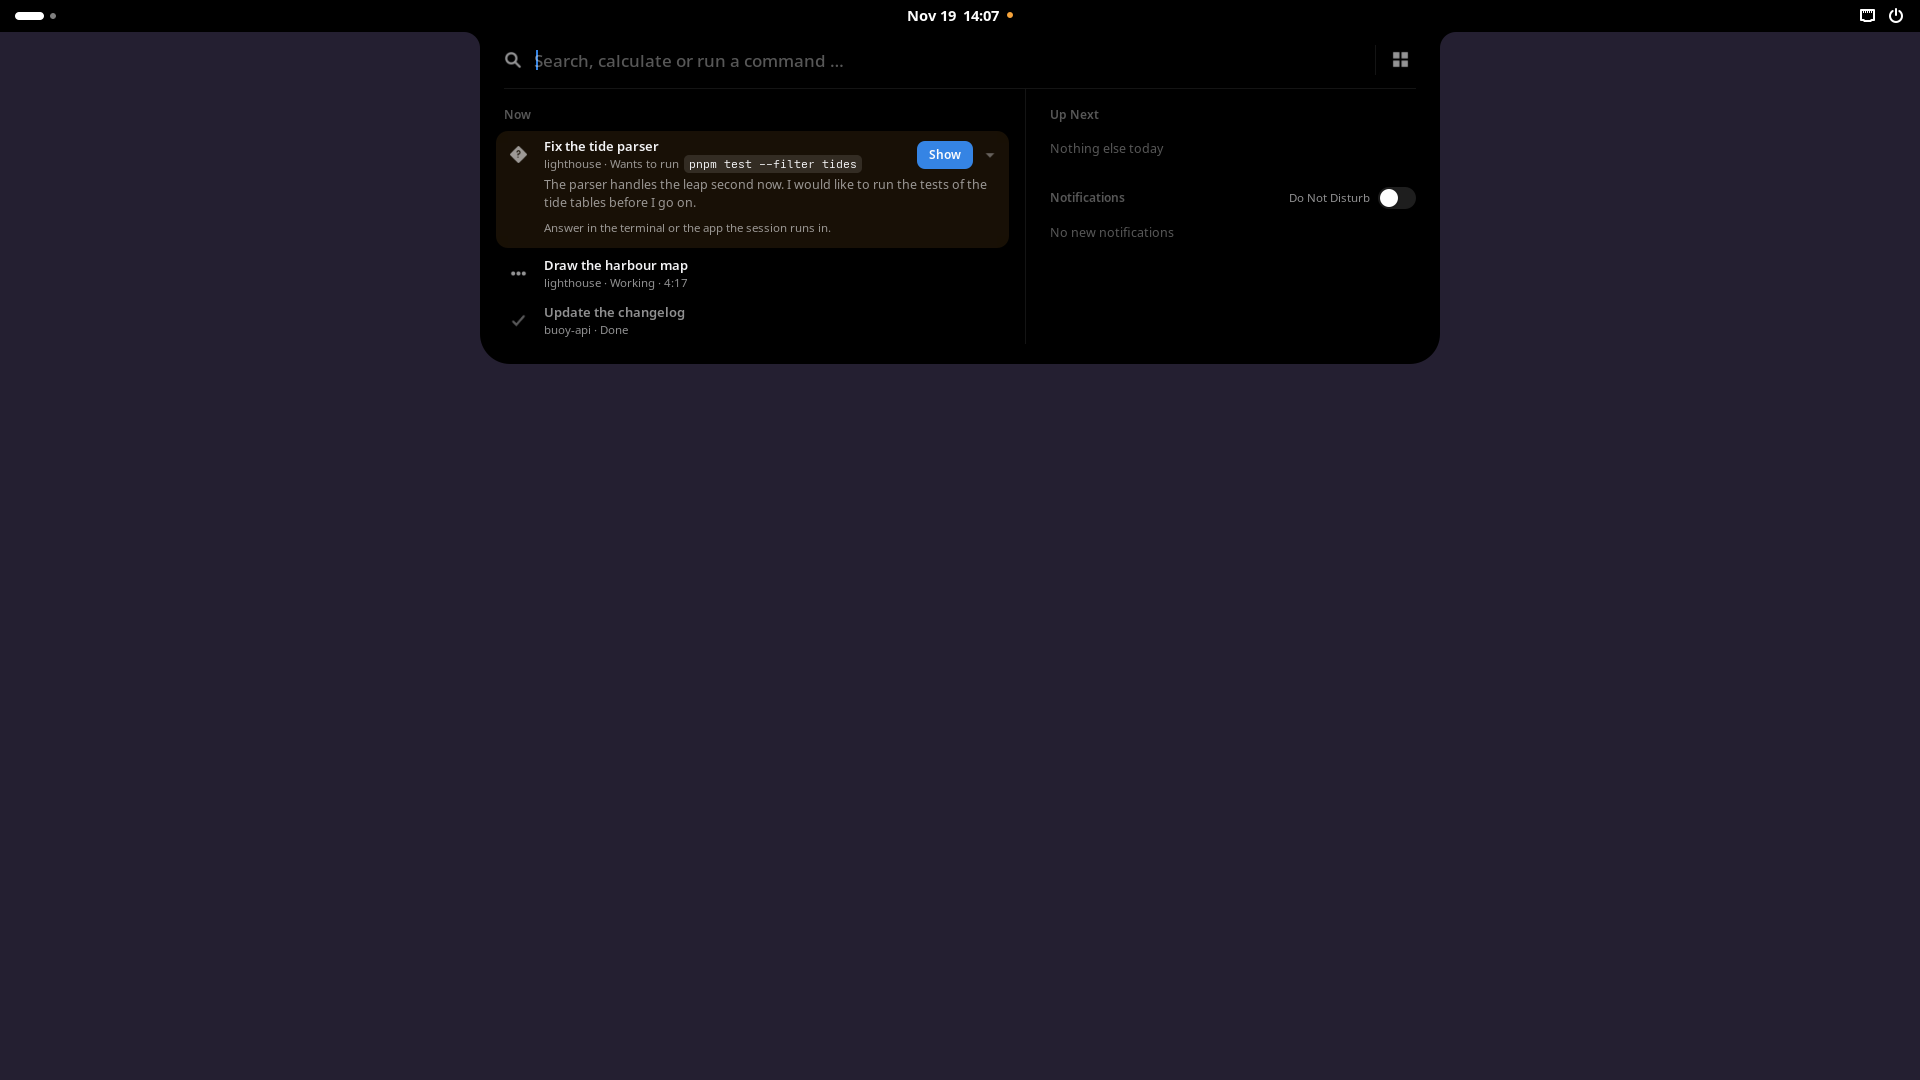 Nov 19 14:07
Search, calculate or run a command ...
Now
Fix the tide parser
lighthouse · Wants to run pnpm test --filter tides
Show
The parser handles the leap second now. I would like to run the tests of the
tide tables before I go on.
Answer in the terminal or the app the session runs in.
Draw the harbour map
lighthouse · Working · 4:17
Update the changelog
buoy-api · Done
Up Next
Nothing else today
Notifications
Do Not Disturb
No new notifications